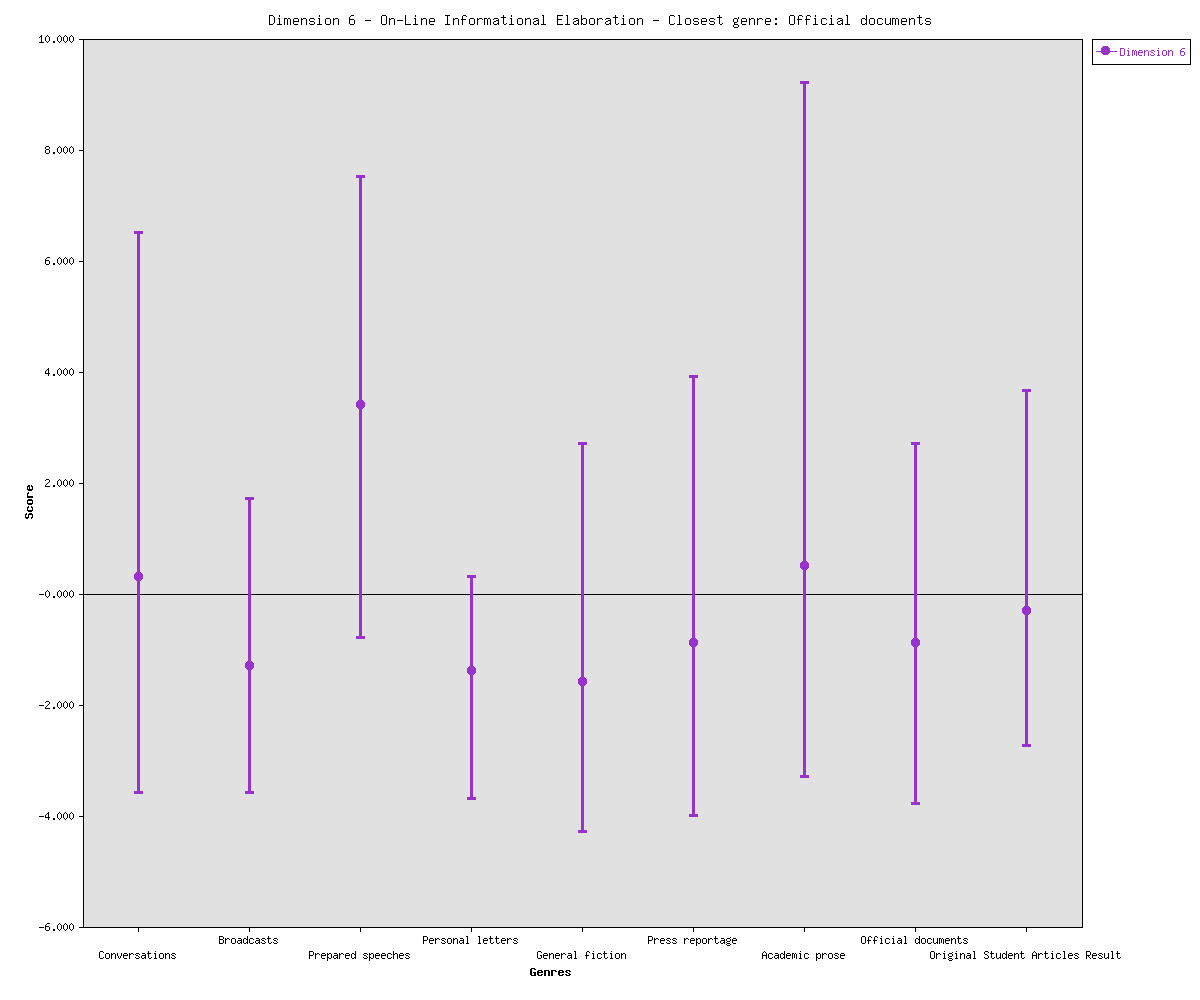 Dimension 6 - On-Line Informational Elaboration - Closest genre: Official documents
Dimension 6
10.000
8.000
6.000
4.000
2.000
-0.000
-2.000
-4.000
-6.000
Score
Broadcasts
Personal letters
Press reportage
Official documents
Conversations
Prepared speeches
General fiction
Academic prose
Original Student Articles Result
Genres